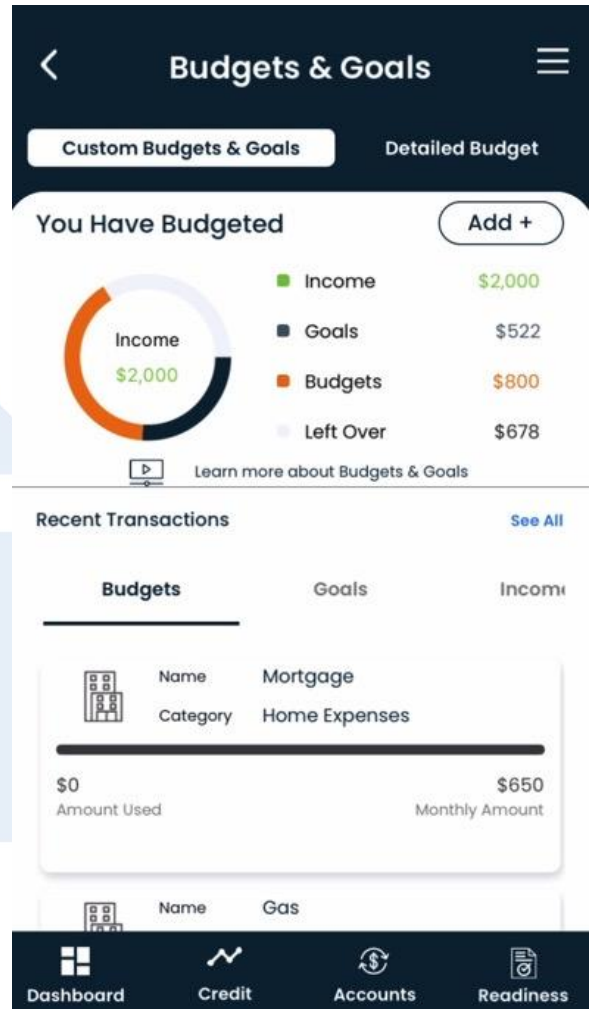 Budgets & Goals
Custom Budgets & Goals
Detailed Budget
You Have Budgeted
Add +
Income
$2,000
Income $2,000
Goals $522
Budgets $800
Left Over $678
Learn more about Budgets & Goals
Recent Transactions
See All
Budgets
Goals
Incom
Name Mortgage
Category Home Expenses
$0
Amount Used
$650
Monthly Amount
Name Gas
Dashboard
Credit
Accounts
Readiness